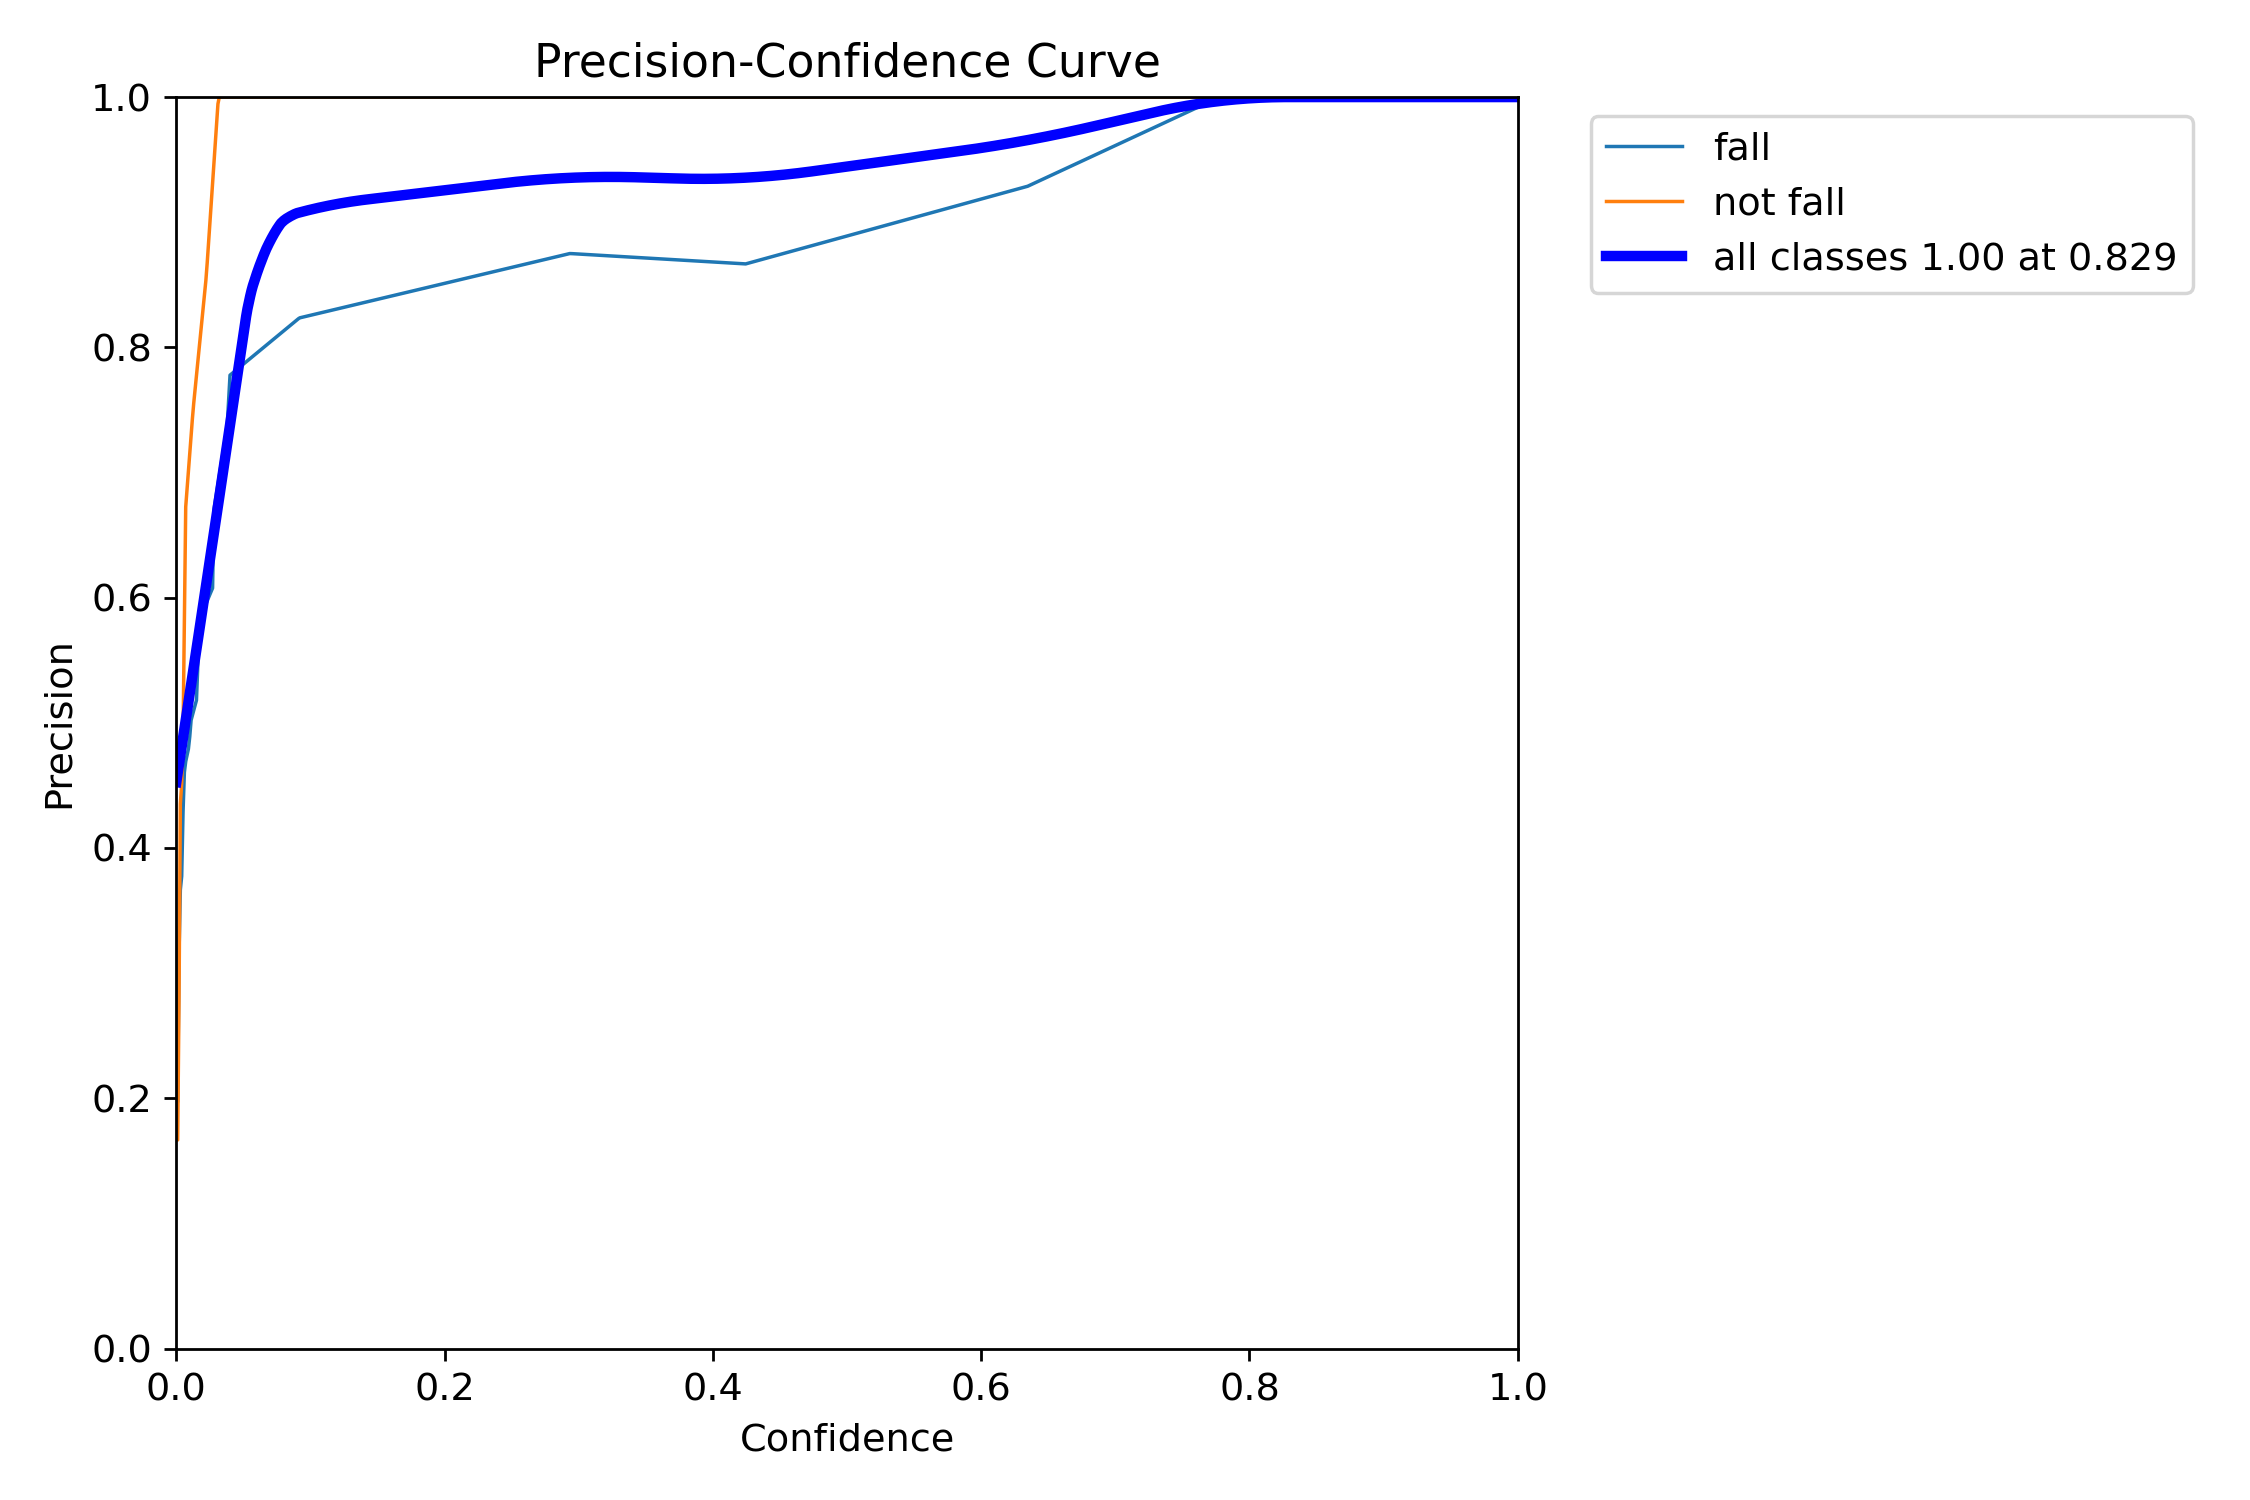 Precision-Confidence Curve
1.0
0.8
0.6
0.4
0.2
0.0
Precision
0.0 0.2 0.4 0.6 0.8 1.0
Confidence
fall
not fall
all classes 1.00 at 0.829